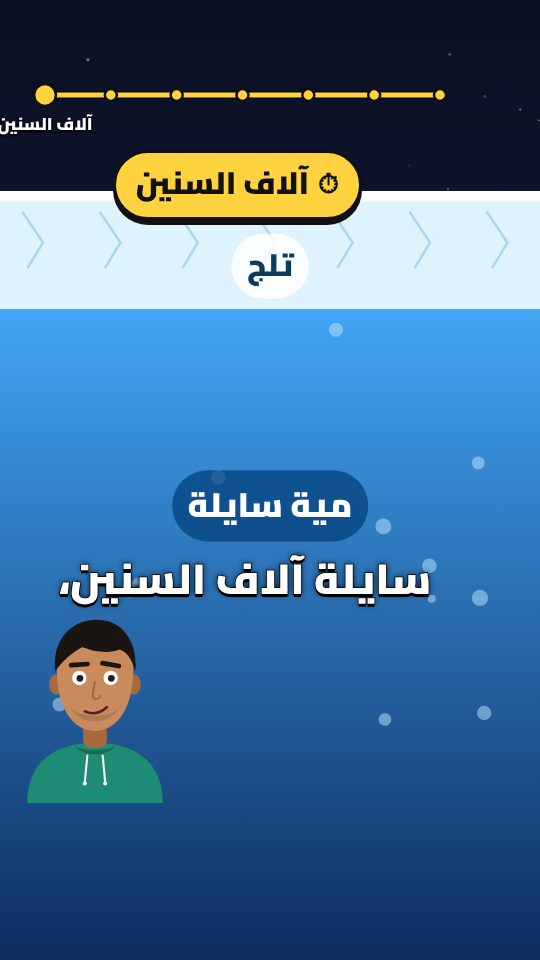 آلاف السنين
آلاف السنين
تلج
مية سايلة
سايلة آلاف السنين،